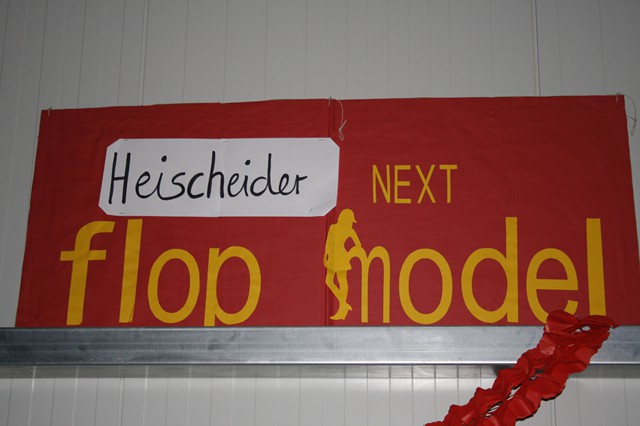 Heischeider NEXT
flop model